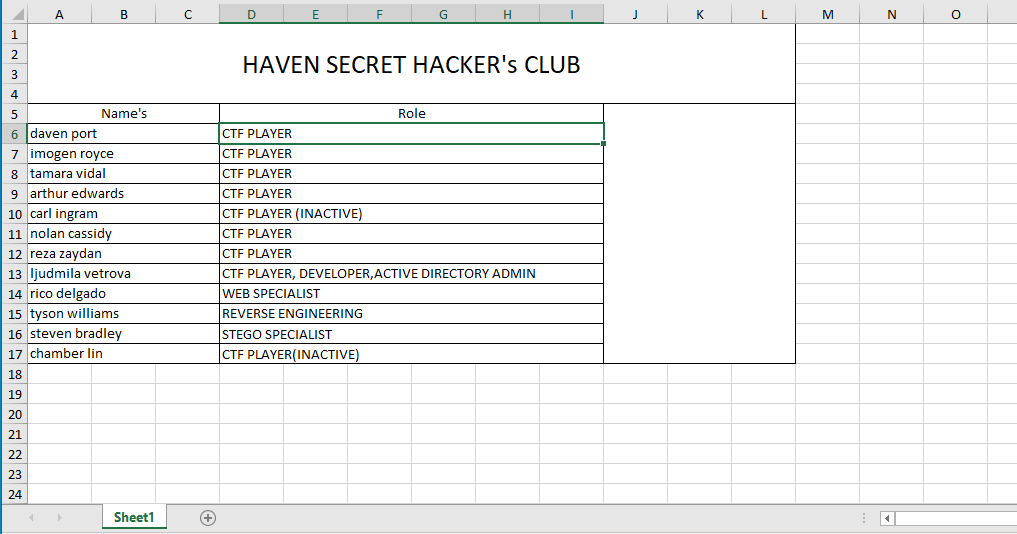 A B C D E F G H I J K L M N O
1
2 HAVEN SECRET HACKER's CLUB
3
4
5 Name's Role
6 daven port CTF PLAYER
7 imogen royce CTF PLAYER
8 tamara vidal CTF PLAYER
9 arthur edwards CTF PLAYER
10 carl ingram CTF PLAYER (INACTIVE)
11 nolan cassidy CTF PLAYER
12 reza zaydan CTF PLAYER
13 ljudmila vetrova CTF PLAYER, DEVELOPER,ACTIVE DIRECTORY ADMIN
14 rico delgado WEB SPECIALIST
15 tyson williams REVERSE ENGINEERING
16 steven bradley STEGO SPECIALIST
17 chamber lin CTF PLAYER(INACTIVE)
18
19
20
21
22
23
24
Sheet1